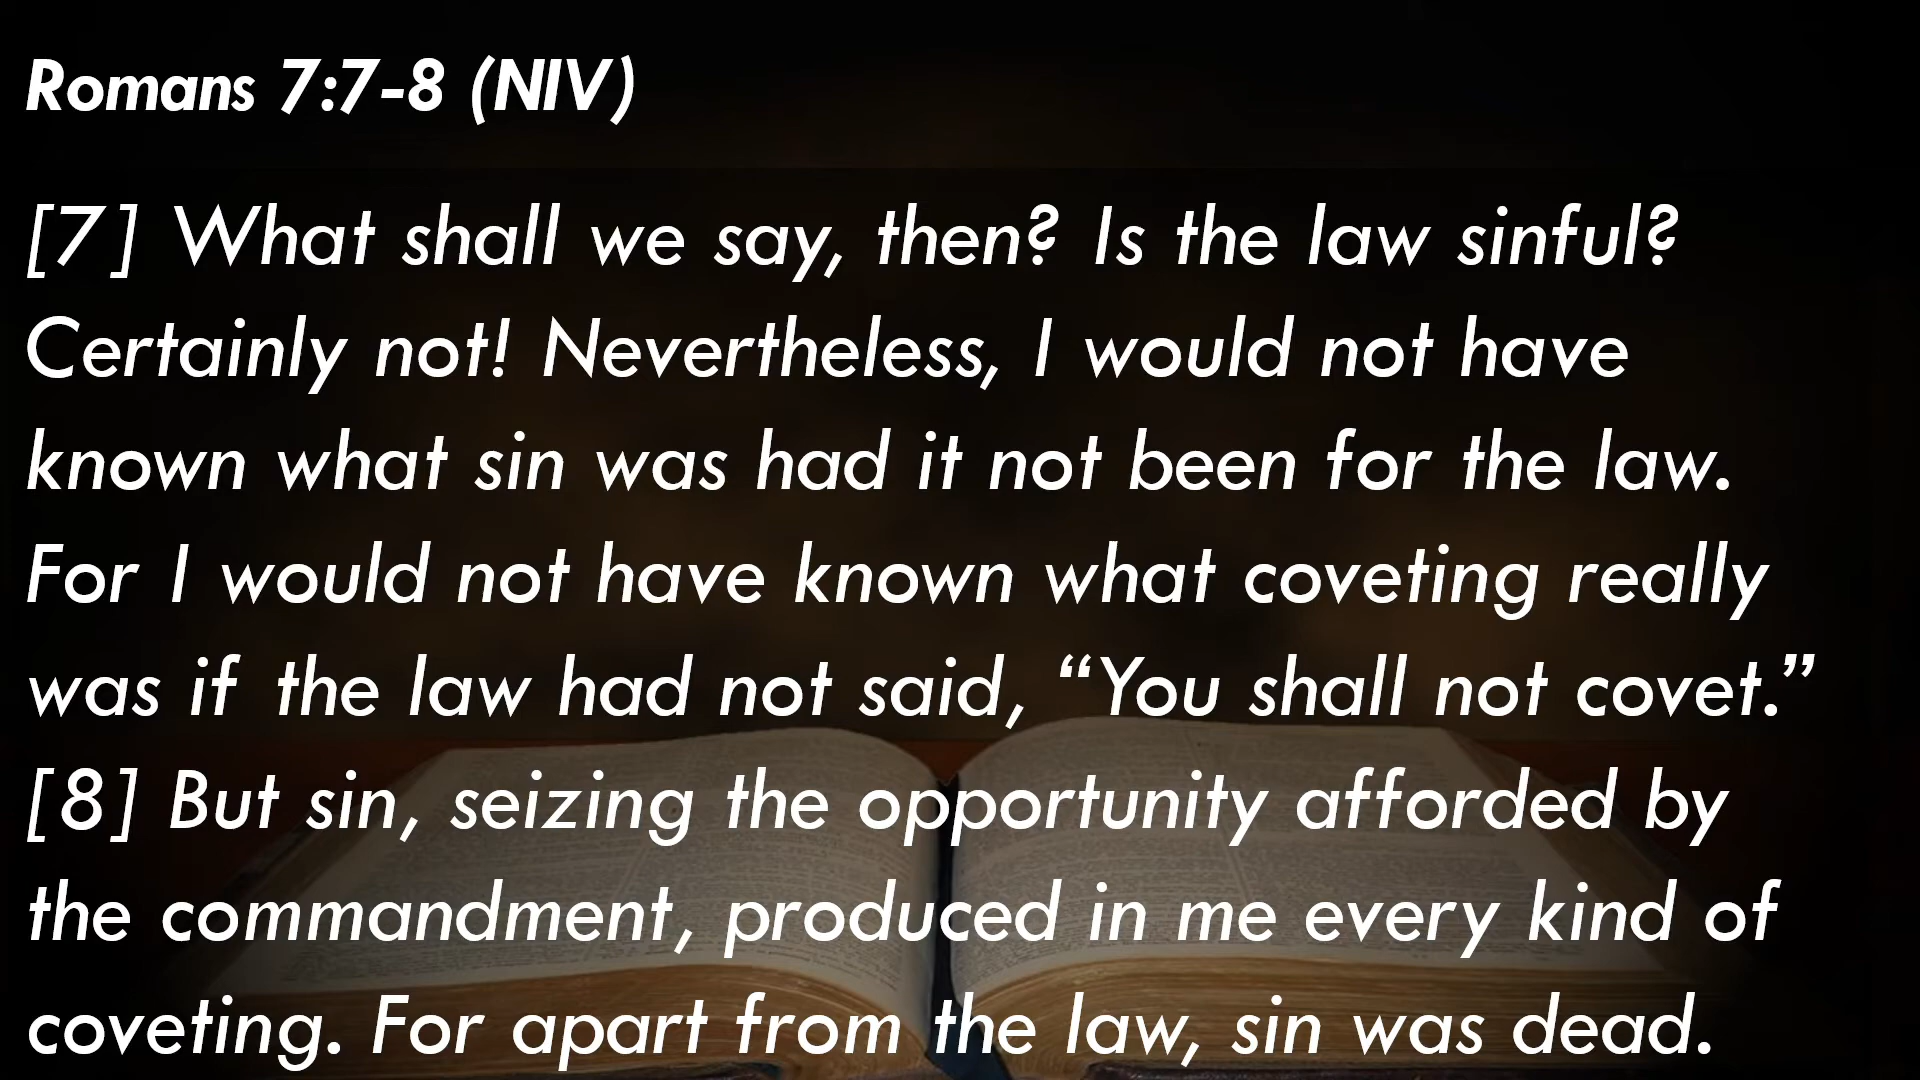 Romans 7:7-8 (NIV)
[7] What shall we say, then? Is the law sinful?
Certainly not! Nevertheless, I would not have
known what sin was had it not been for the law.
For I would not have known what coveting really
was if the law had not said, “You shall not covet.”
[8] But sin, seizing the opportunity afforded by
the commandment, produced in me every kind of
coveting. For apart from the law, sin was dead.